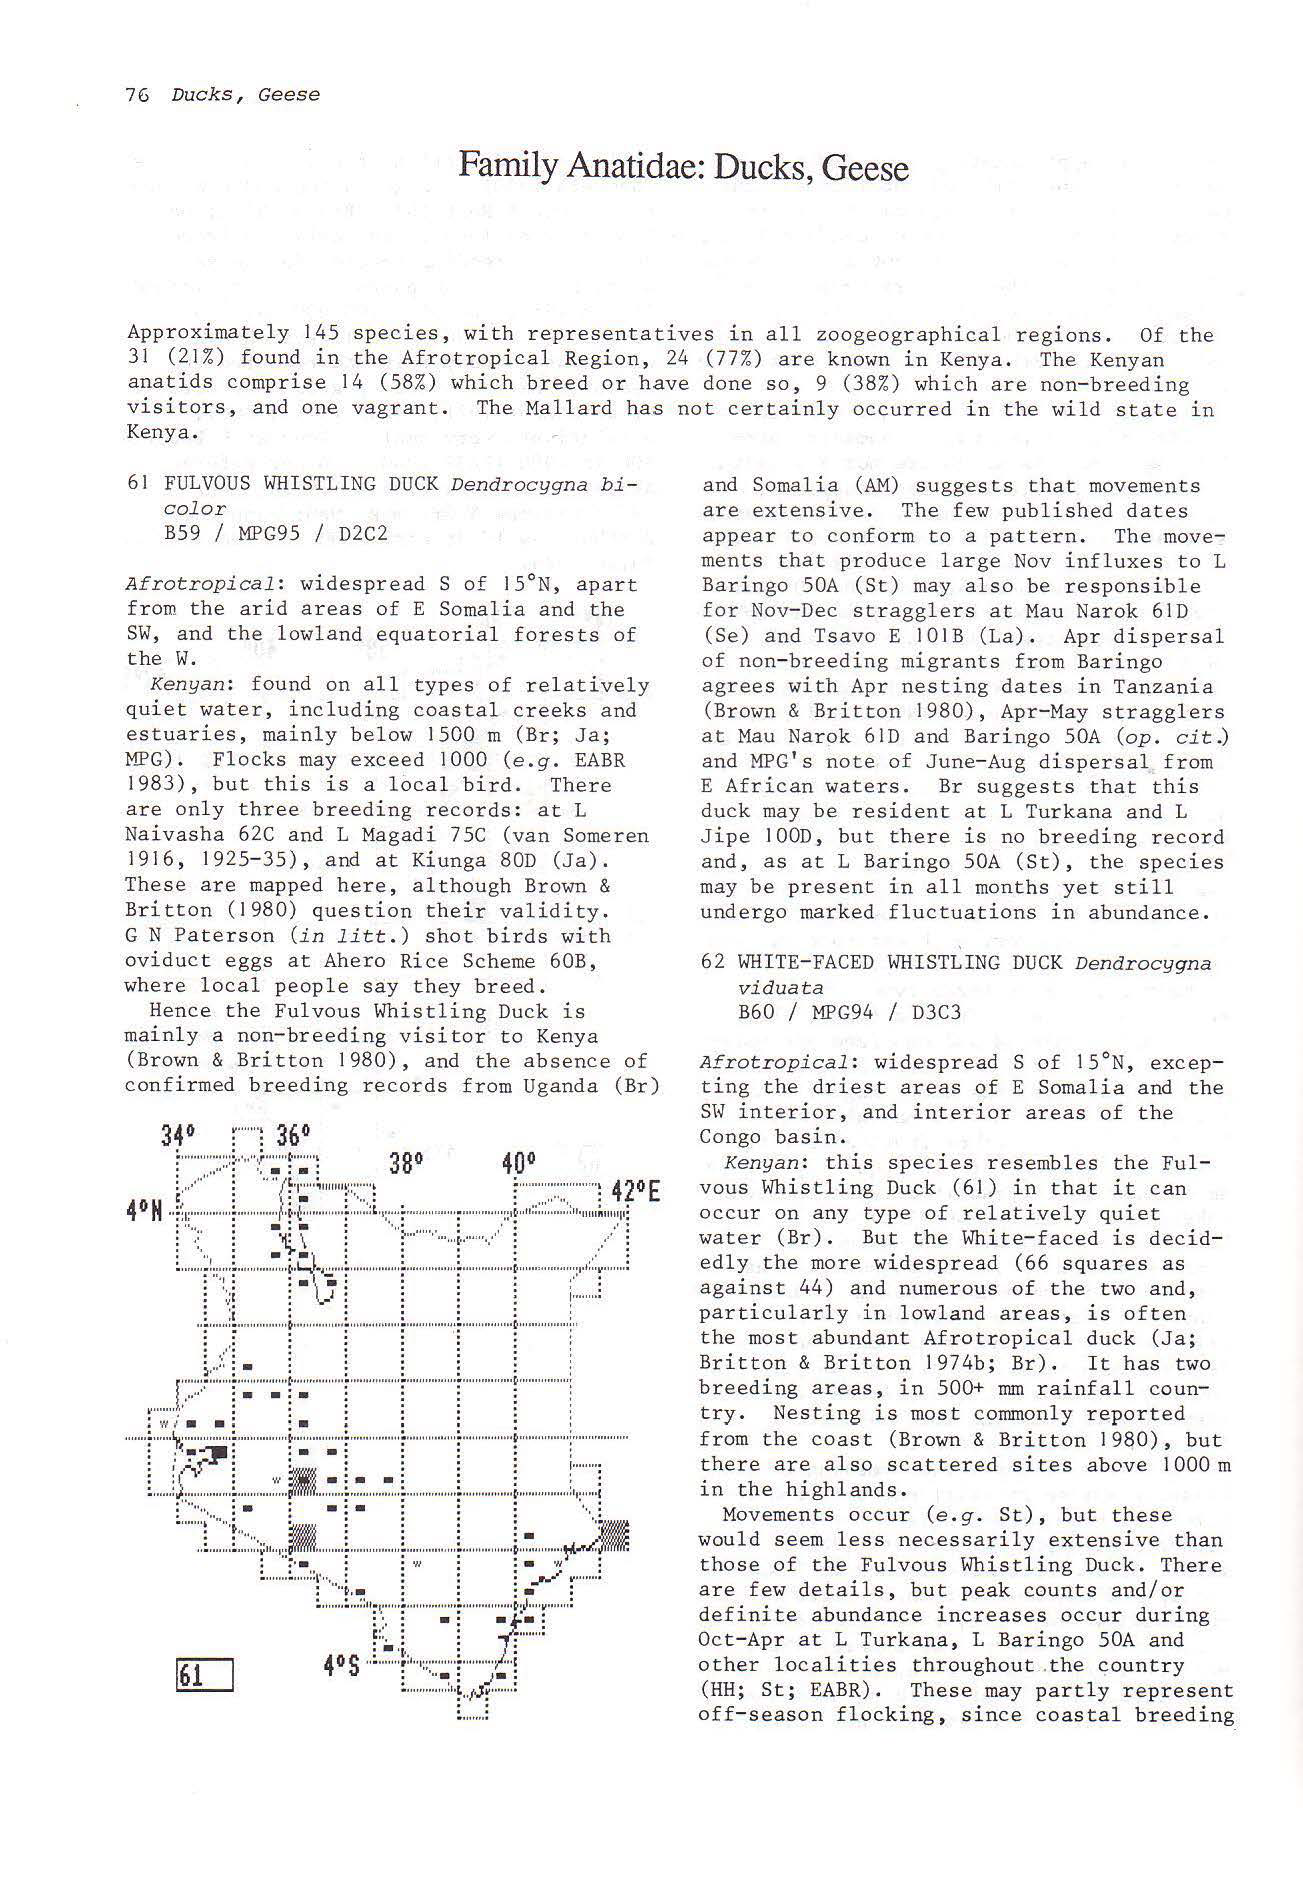 76 Ducks, Geese
Family Anatidae: Ducks, Geese
Approximately 145 species, with representatives in all zoogeographical regions. Of the
31 (21%) found in the Afrotropical Region, 24 (77%) are known in Kenya. The Kenyan
anatids comprise 14 (58%) which breed or have done so, 9 (38%) which are non-breeding
visitors, and one vagrant. The Mallard has not certainly occurred in the wild state in
Kenya.
61 FULVOUS WHISTLING DUCK Dendrocygna bi-
color
B59 / MPG95 / D2C2
Afrotropical: widespread S of 15°N, apart
from the arid areas of E Somalia and the
SW, and the lowland equatorial forests of
the W.
Kenyan: found on all types of relatively
quiet water, including coastal creeks and
estuaries, mainly below 1500 m (Br; Ja;
MPG). Flocks may exceed 1000 (e.g. EABR
1983), but this is a local bird. There
are only three breeding records: at L
Naivasha 62C and L Magadi 75C (van Someren
1916, 1925-35), and at Kiunga 80D (Ja).
These are mapped here, although Brown &
Britton (1980) question their validity.
G N Paterson (in litt.) shot birds with
oviduct eggs at Ahero Rice Scheme 60B,
where local people say they breed.
Hence the Fulvous Whistling Duck is
mainly a non-breeding visitor to Kenya
(Brown & Britton 1980), and the absence of
confirmed breeding records from Uganda (Br)
34° 36°
38° 40°
42°E
4°N
W
W
W W
4°S
61
and Somalia (AM) suggests that movements
are extensive. The few published dates
appear to conform to a pattern. The move-
ments that produce large Nov influxes to L
Baringo 50A (St) may also be responsible
for Nov-Dec stragglers at Mau Narok 61D
(Se) and Tsavo E 101B (La). Apr dispersal
of non-breeding migrants from Baringo
agrees with Apr nesting dates in Tanzania
(Brown & Britton 1980), Apr-May stragglers
at Mau Narok 61D and Baringo 50A (op. cit.)
and MPG's note of June-Aug dispersal from
E African waters. Br suggests that this
duck may be resident at L Turkana and L
Jipe 100D, but there is no breeding record
and, as at L Baringo 50A (St), the species
may be present in all months yet still
undergo marked fluctuations in abundance.
62 WHITE-FACED WHISTLING DUCK Dendrocygna
viduata
B60 / MPG94 / D3C3
Afrotropical: widespread S of 15°N, excep-
ting the driest areas of E Somalia and the
SW interior, and interior areas of the
Congo basin.
Kenyan: this species resembles the Ful-
vous Whistling Duck (61) in that it can
occur on any type of relatively quiet
water (Br). But the White-faced is decid-
edly the more widespread (66 squares as
against 44) and numerous of the two and,
particularly in lowland areas, is often
the most abundant Afrotropical duck (Ja;
Britton & Britton 1974b; Br). It has two
breeding areas, in 500+ mm rainfall coun-
try. Nesting is most commonly reported
from the coast (Brown & Britton 1980), but
there are also scattered sites above 1000 m
in the highlands.
Movements occur (e.g. St), but these
would seem less necessarily extensive than
those of the Fulvous Whistling Duck. There
are few details, but peak counts and/or
definite abundance increases occur during
Oct-Apr at L Turkana, L Baringo 50A and
other localities throughout the country
(HH; St; EABR). These may partly represent
off-season flocking, since coastal breeding